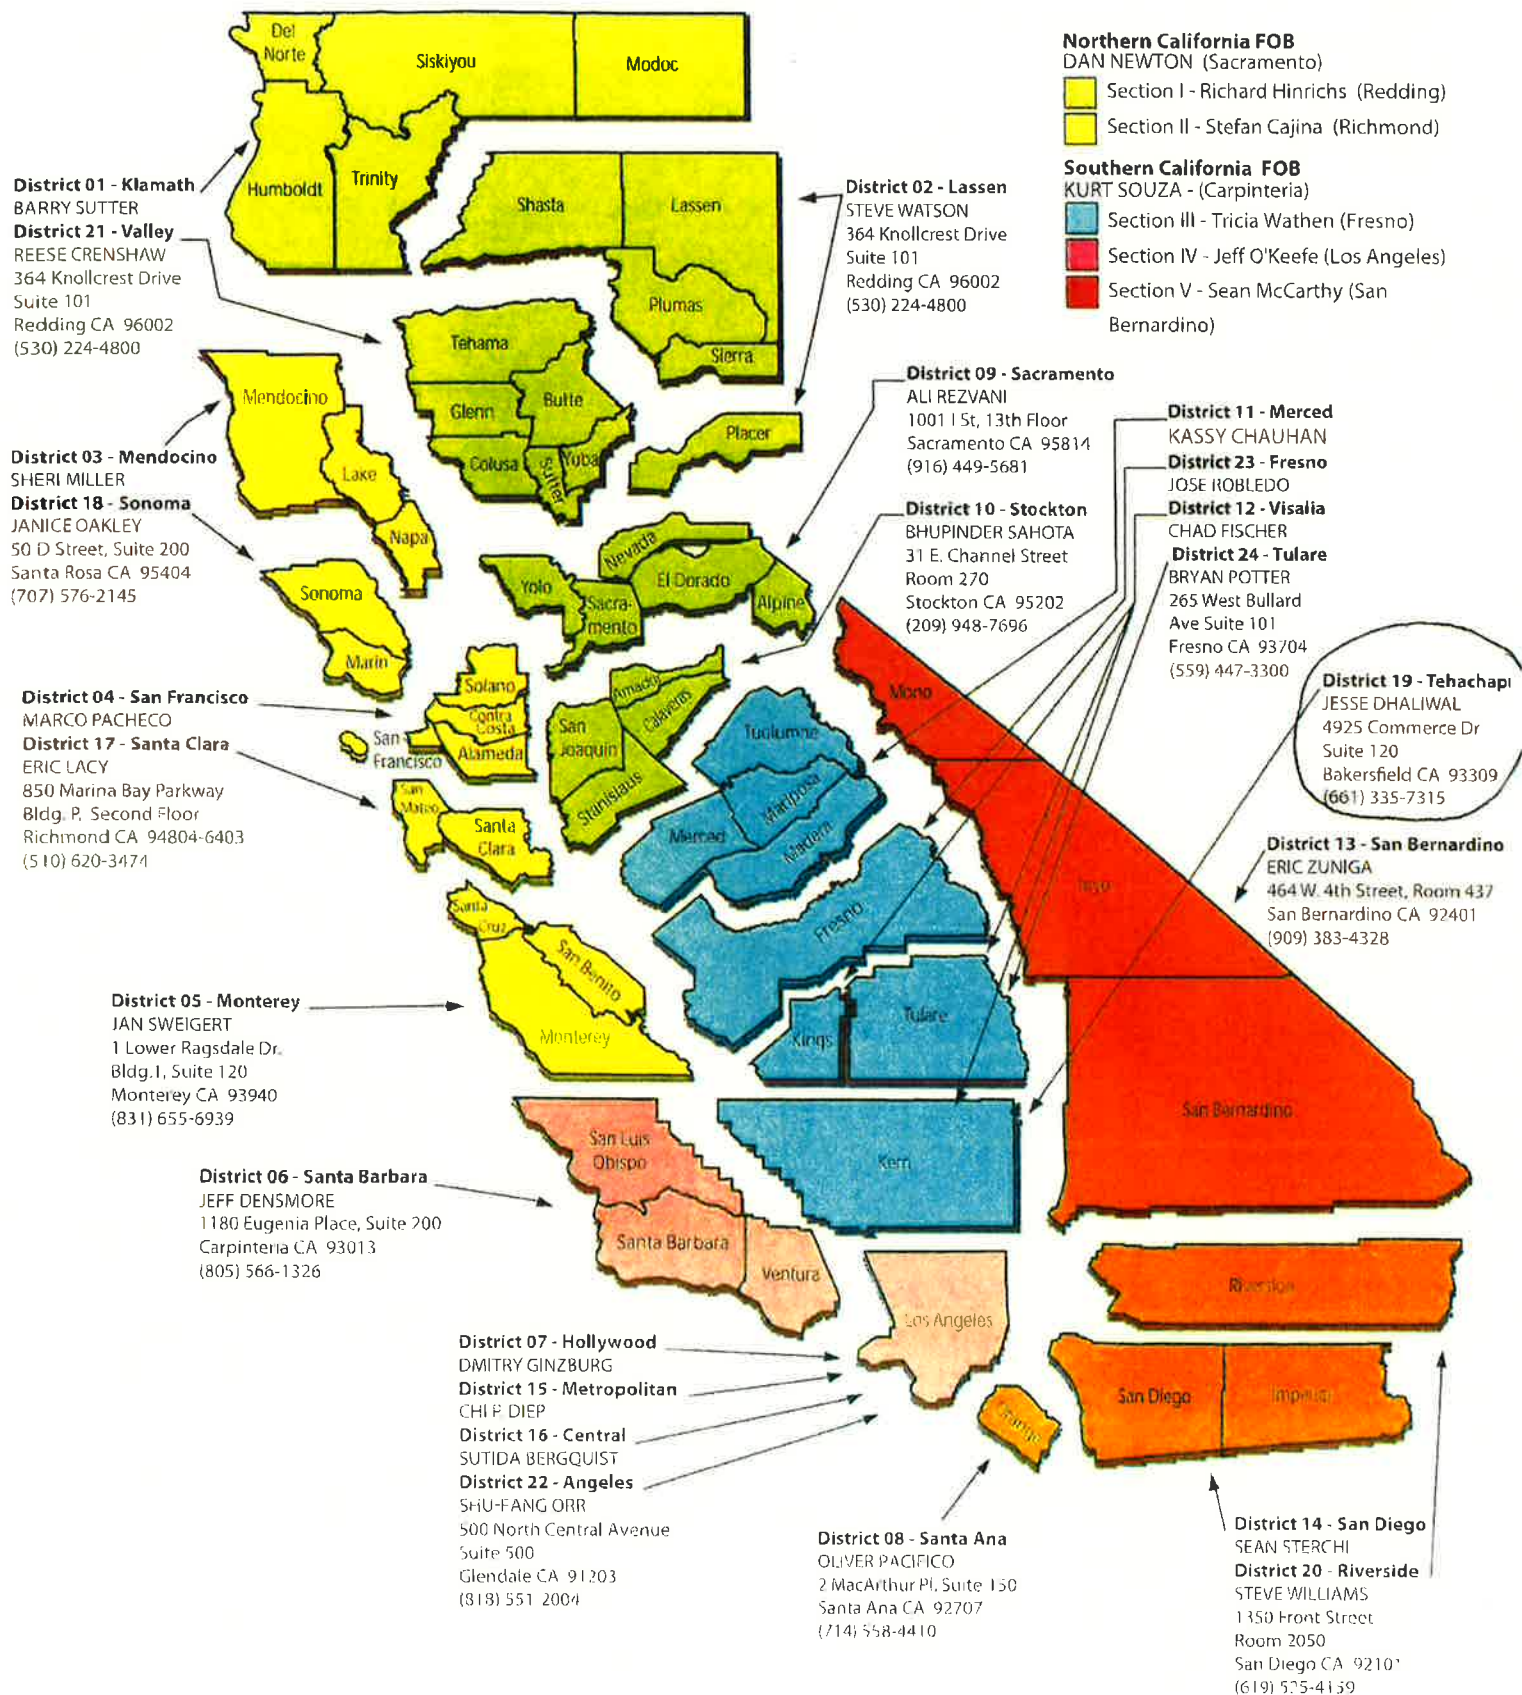 Northern California FOB
DAN NEWTON (Sacramento)
Section I - Richard Hinrichs (Redding)
Section II - Stefan Cajina (Richmond)
Southern California FOB
KURT SOUZA - (Carpinteria)
Section III - Tricia Wathen (Fresno)
Section IV - Jeff O'Keefe (Los Angeles)
Section V - Sean McCarthy (San
Bernardino)
Del
Norte
Siskiyou
Modoc
Humboldt
Trinity
District 01 - Klamath
BARRY SUTTER
District 21 - Valley
REESE CRENSHAW
364 Knollcrest Drive
Suite 101
Redding CA 96002
(530) 224-4800
Shasta
Lassen
Plumas
Sierra
District 02 - Lassen
STEVE WATSON
364 Knollcrest Drive
Suite 101
Redding CA 96002
(530) 224-4800
Tehama
Glenn
Butte
Colusa
Sutter
Yuba
Placer
Mendocino
Lake
Napa
Sonoma
Marin
District 03 - Mendocino
SHERI MILLER
District 18 - Sonoma
JANICE OAKLEY
50 D Street, Suite 200
Santa Rosa CA 95404
(707) 576-2145
District 09 - Sacramento
ALI REZVANI
1001 I St, 13th Floor
Sacramento CA 95814
(916) 449-5681
District 10 - Stockton
BHUPINDER SAHOTA
31 E. Channel Street
Room 270
Stockton CA 95202
(209) 948-7696
District 11 - Merced
KASSY CHAUHAN
District 23 - Fresno
JOSE ROBLEDO
District 12 - Visalia
CHAD FISCHER
District 24 - Tulare
BRYAN POTTER
265 West Bullard
Ave Suite 101
Fresno CA 93704
(559) 447-3300
Nevada
Yolo
Sacra-
mento
El Dorado
Alpine
District 19 - Tehachapi
JESSE DHALIWAL
4925 Commerce Dr
Suite 120
Bakersfield CA 93309
(661) 335-7315
District 04 - San Francisco
MARCO PACHECO
District 17 - Santa Clara
ERIC LACY
850 Marina Bay Parkway
Bldg. P, Second Floor
Richmond CA 94804-6403
(510) 620-3474
Solano
Contra
Costa
Alameda
San
Francisco
San
Mateo
Santa
Clara
Amador
Calaveras
San
Joaquin
Stanislaus
Tuolumne
Mariposa
Merced
Madera
Mono
Inyo
District 13 - San Bernardino
ERIC ZUNIGA
464 W. 4th Street, Room 437
San Bernardino CA 92401
(909) 383-4328
Santa
Cruz
San Benito
Monterey
Fresno
Kings
Tulare
San Bernardino
District 05 - Monterey
JAN SWEIGERT
1 Lower Ragsdale Dr.
Bldg.1, Suite 120
Monterey CA 93940
(831) 655-6939
San Luis
Obispo
Santa Barbara
Ventura
Kern
District 06 - Santa Barbara
JEFF DENSMORE
1180 Eugenia Place, Suite 200
Carpinteria CA 93013
(805) 566-1326
Los Angeles
Riverside
San Diego
Imperial
Orange
District 07 - Hollywood
DMITRY GINZBURG
District 15 - Metropolitan
CHI P. DIEP
District 16 - Central
SUTIDA BERGQUIST
District 22 - Angeles
SHU-FANG ORR
500 North Central Avenue
Suite 500
Glendale CA 91203
(818) 551 2004
District 08 - Santa Ana
OLIVER PACIFICO
2 MacArthur Pl, Suite 150
Santa Ana CA 92707
(714) 558-4410
District 14 - San Diego
SEAN STERCHI
District 20 - Riverside
STEVE WILLIAMS
1350 Front Street
Room 2050
San Diego CA 92101
(619) 525-4159